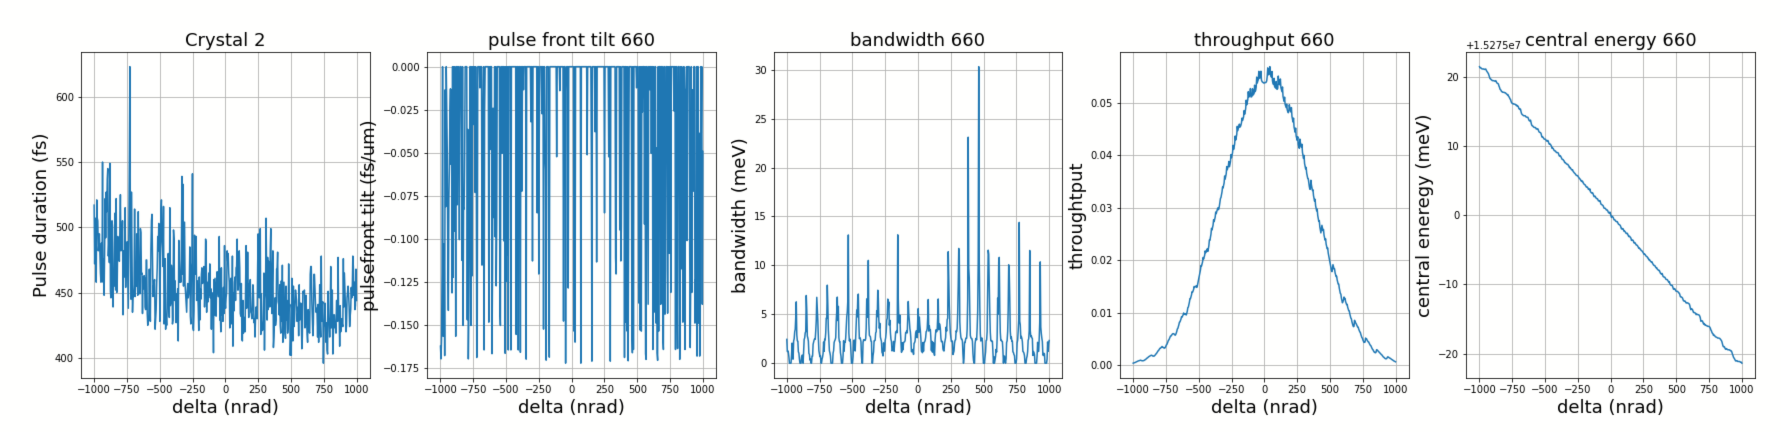 Crystal 2
Pulse duration (fs)
600
550
500
450
400
−1000 −750 −500 −250 0 250 500 750 1000
delta (nrad)
pulse front tilt 660
pulsefront tilt (fs/um)
0.000
−0.025
−0.050
−0.075
−0.100
−0.125
−0.150
−0.175
−1000 −750 −500 −250 0 250 500 750 1000
delta (nrad)
bandwidth 660
bandwidth (meV)
30
25
20
15
10
5
0
−1000 −750 −500 −250 0 250 500 750 1000
delta (nrad)
throughput 660
throughtput
0.05
0.04
0.03
0.02
0.01
0.00
−1000 −750 −500 −250 0 250 500 750 1000
delta (nrad)
+1.5275e7
central energy 660
central eneregy (meV)
20
10
0
−10
−20
−1000 −750 −500 −250 0 250 500 750 1000
delta (nrad)